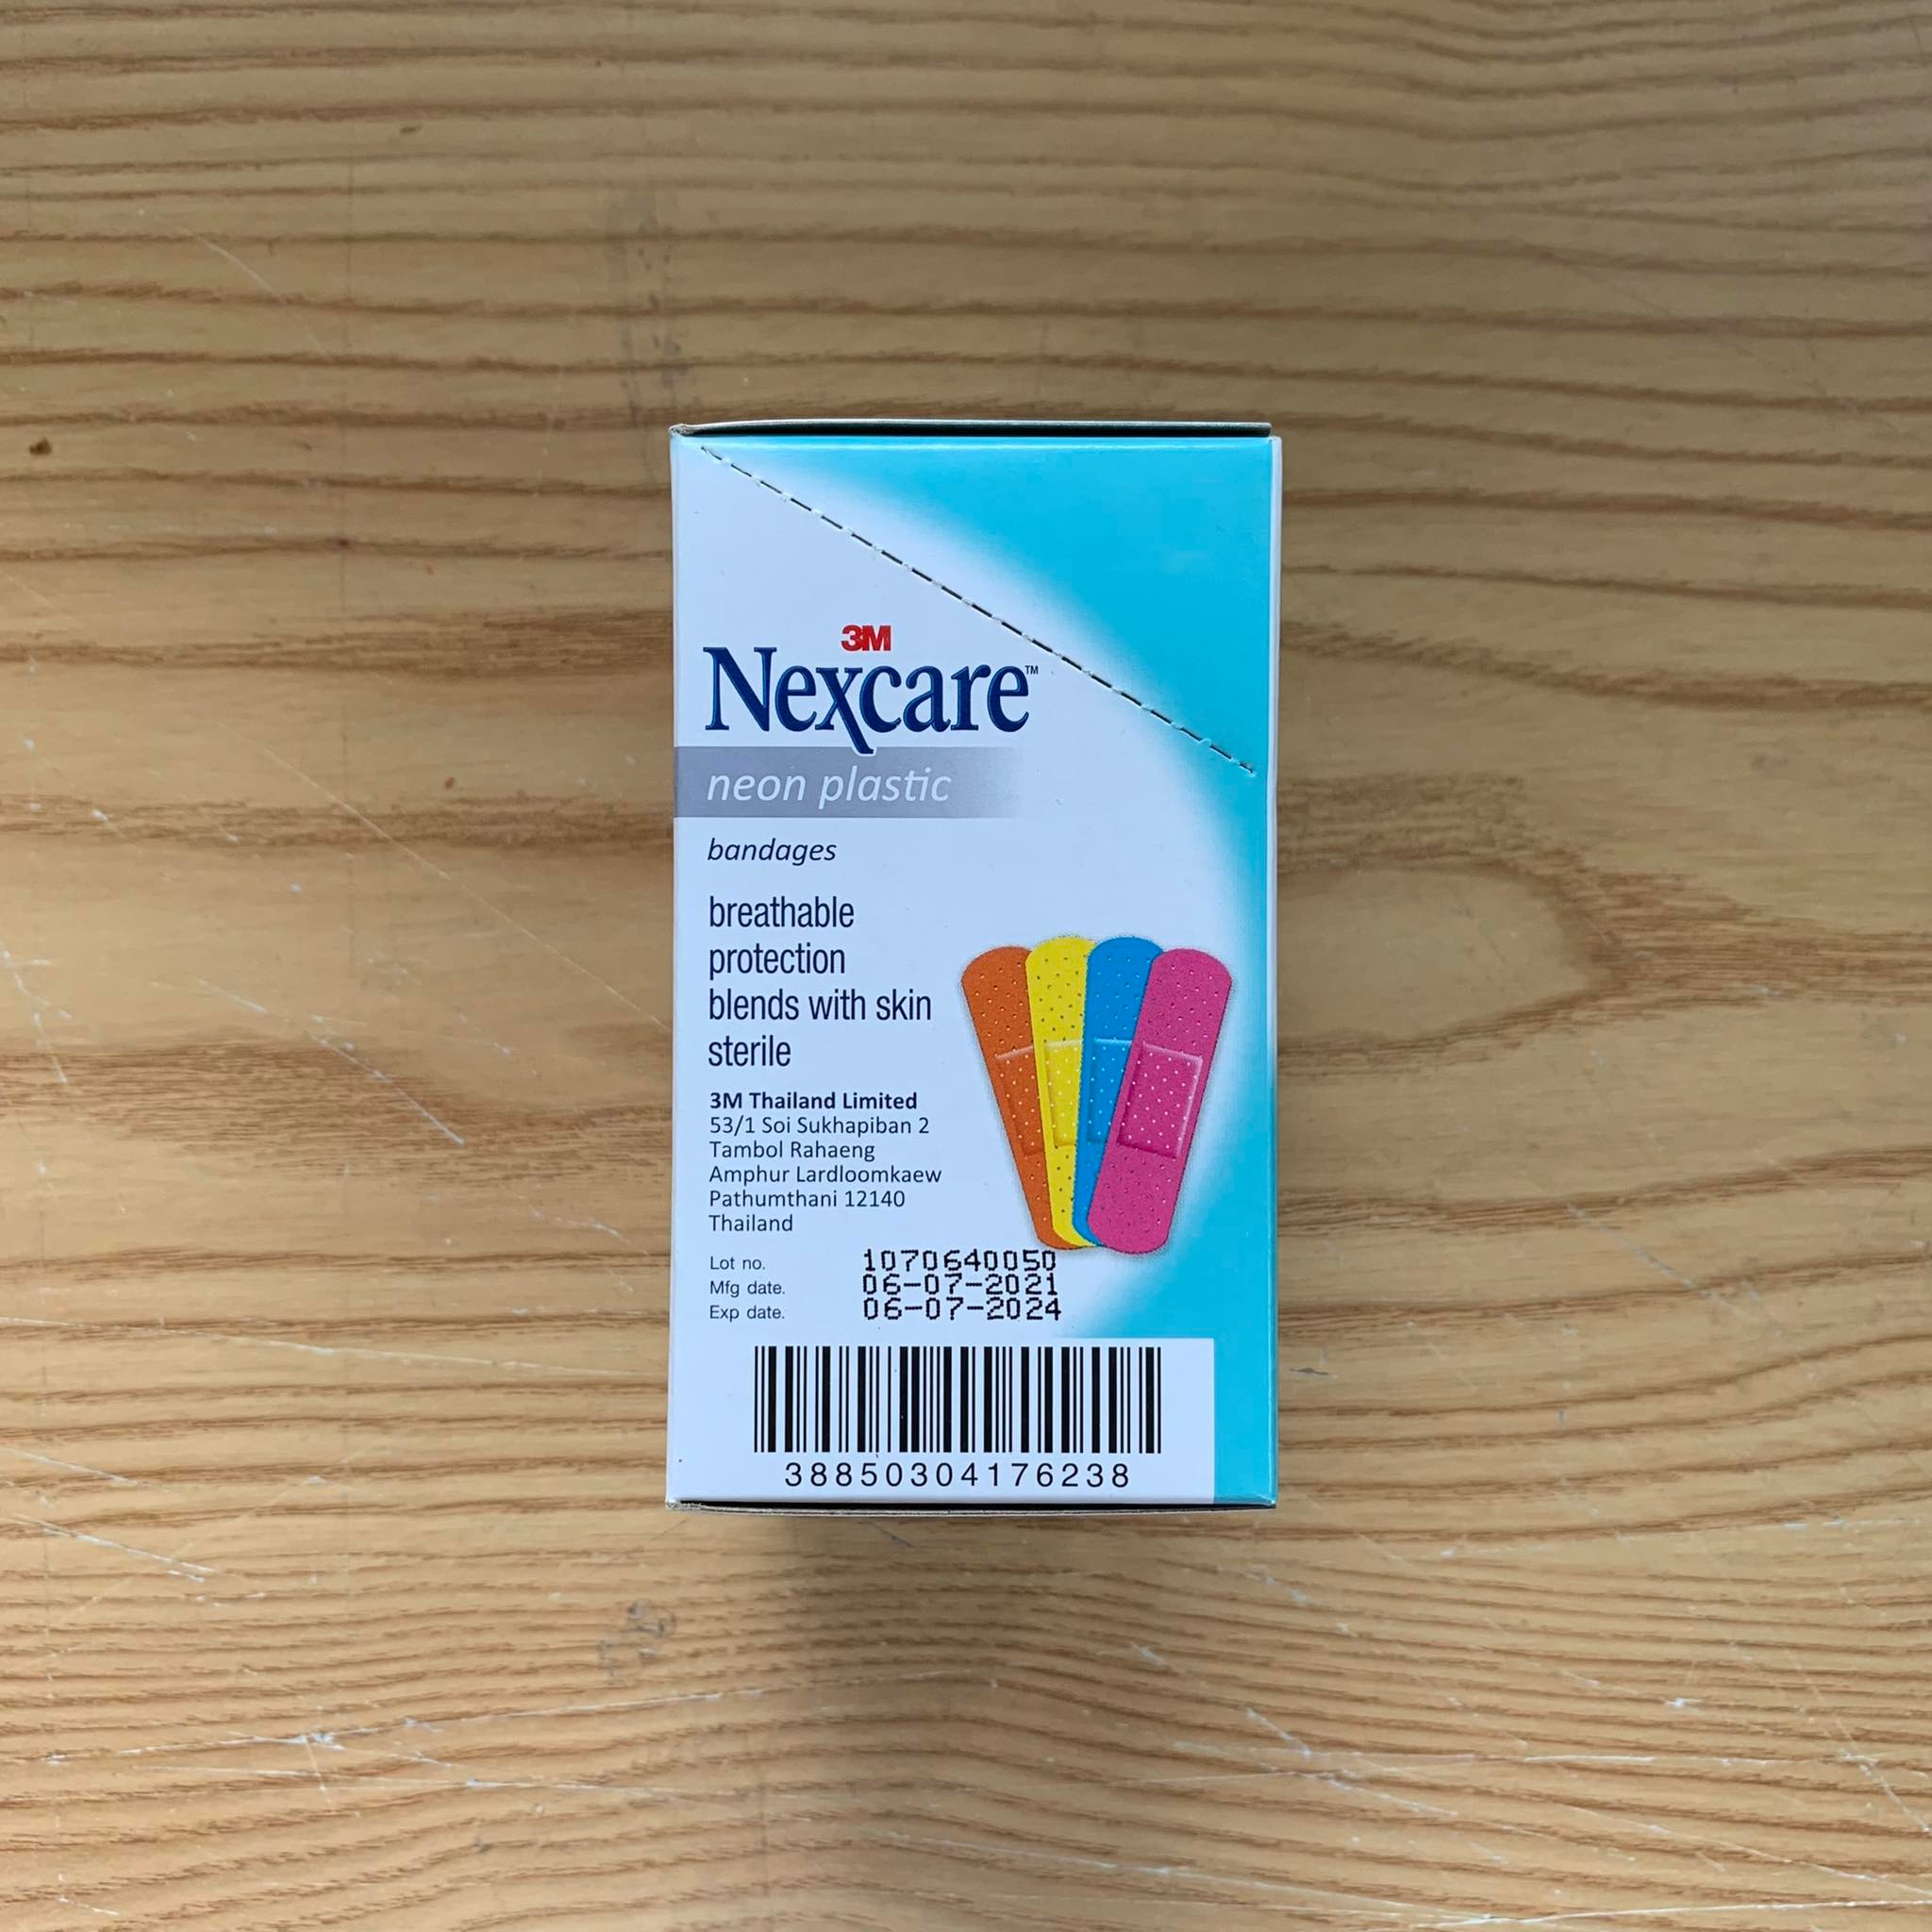 3M
Nexcare™
neon plastic
bandages
breathable
protection
blends with skin
sterile
3M Thailand Limited
53/1 Soi Sukhapiban 2
Tambol Rahaeng
Amphur Lardloomkaew
Pathumthani 12140
Thailand
Lot no. 1070640050
Mfg date. 06-07-2021
Exp date. 06-07-2024
38850304176238